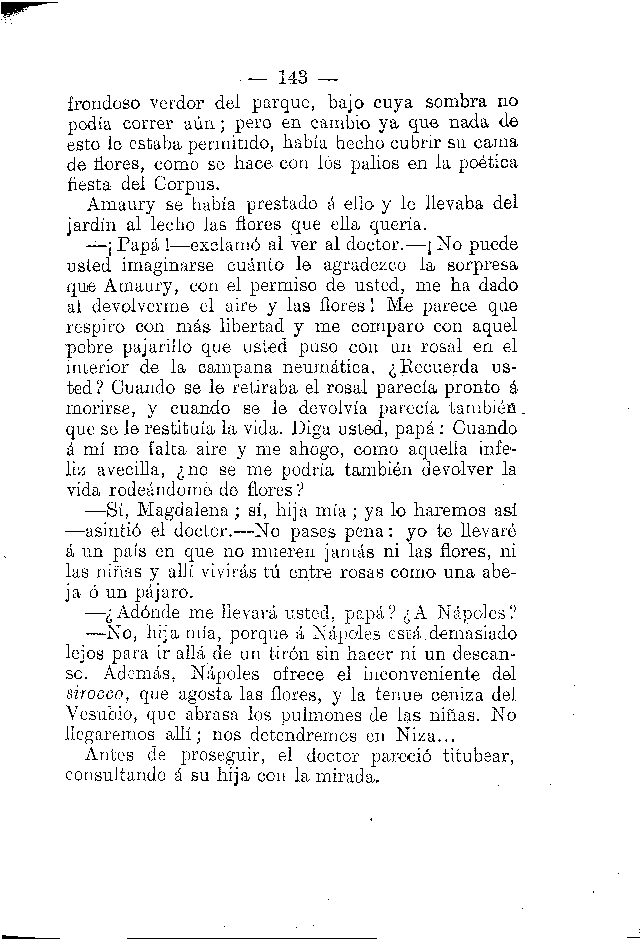 — 143 —
frondoso verdor del parque, bajo cuya sombra no
podía correr aún; pero en cambio ya que nada de
esto le estaba permitido, había hecho cubrir su cama
de flores, como se hace con los palios en la poética
fiesta del Corpus.
Amaury se había prestado á ello y le llevaba del
jardín al lecho las flores que ella quería.
—¡Papá!—exclamó al ver al doctor.—¡No puede
usted imaginarse cuánto le agradezco la sorpresa
que Amaury, con el permiso de usted, me ha dado
al devolverme el aire y las flores! Me parece que
respiro con más libertad y me comparo con aquel
pobre pajarillo que usted puso con un rosal en el
interior de la campana neumática. ¿Recuerda us-
ted? Cuando se le retiraba el rosal parecía pronto á
morirse, y cuando se le devolvía parecía también
que se le restituía la vida. Diga usted, papá: Cuando
á mí me falta aire y me ahogo, como aquella infe-
liz avecilla, ¿no se me podría también devolver la
vida rodeándome de flores?
—Sí, Magdalena; sí, hija mía; ya lo haremos así
—asintió el doctor.—No pases pena: yo te llevaré
á un país en que no mueren jamás ni las flores, ni
las niñas y allí vivirás tú entre rosas como una abe-
ja ó un pájaro.
—¿Adónde me llevará usted, papá? ¿A Nápoles?
—No, hija mía, porque á Nápoles está demasiado
lejos para ir allá de un tirón sin hacer ni un descan-
so. Además, Nápoles ofrece el inconveniente del
sirocco, que agosta las flores, y la tenue ceniza del
Vesubio, que abrasa los pulmones de las niñas. No
llegaremos allí; nos detendremos en Niza...
Antes de proseguir, el doctor pareció titubear,
consultando á su hija con la mirada.